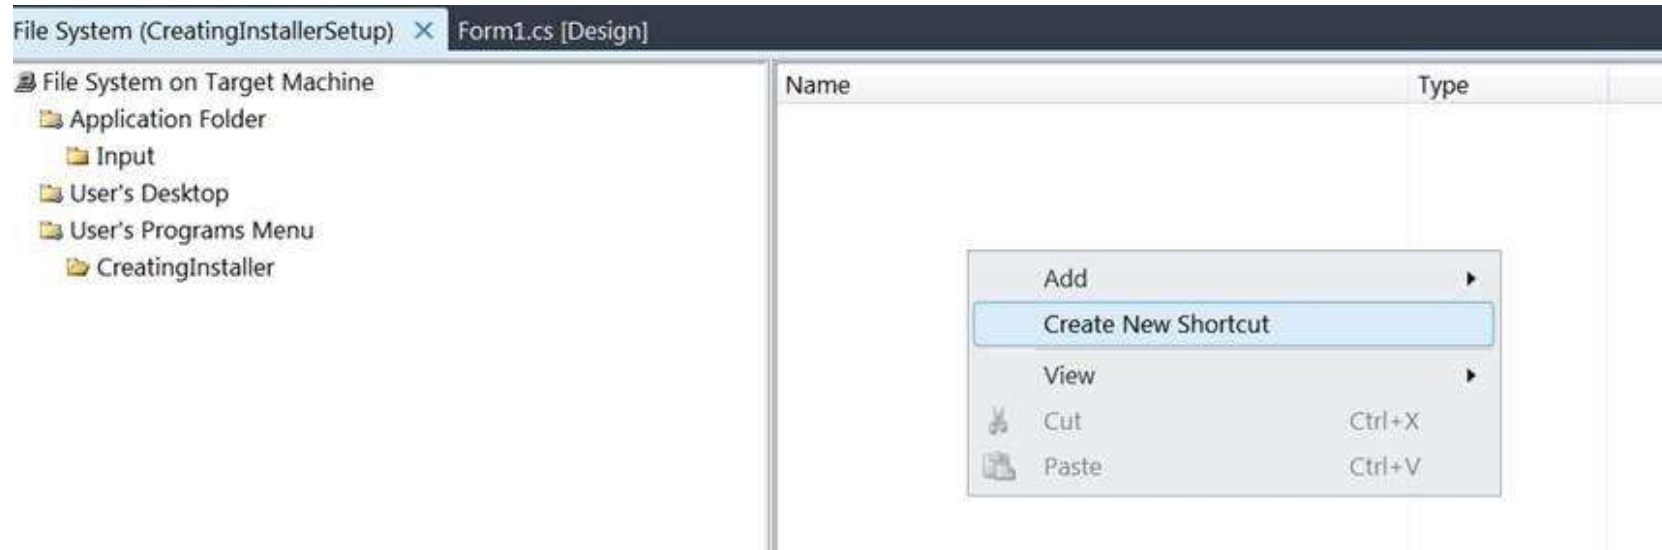 File System (CreatingInstallerSetup) Form1.cs [Design]
File System on Target Machine
Application Folder
Input
User's Desktop
User's Programs Menu
CreatingInstaller
Name Type
Add
Create New Shortcut
View
Cut Ctrl+X
Paste Ctrl+V